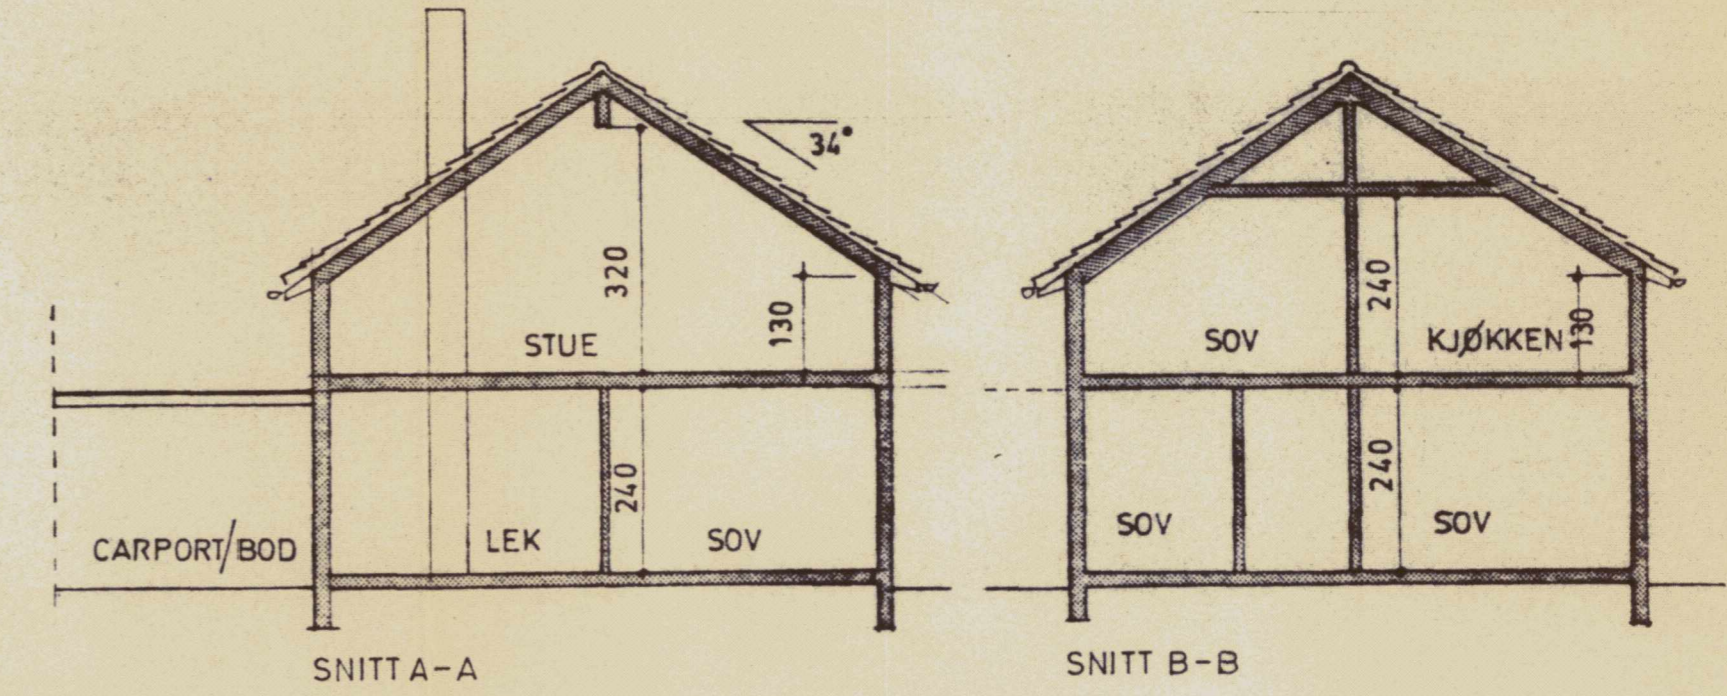 34°
320
130
STUE
240
CARPORT/BOD
LEK
SOV
SNITT A-A
240
130
SOV
KJØKKEN
240
SOV
SOV
SNITT B-B